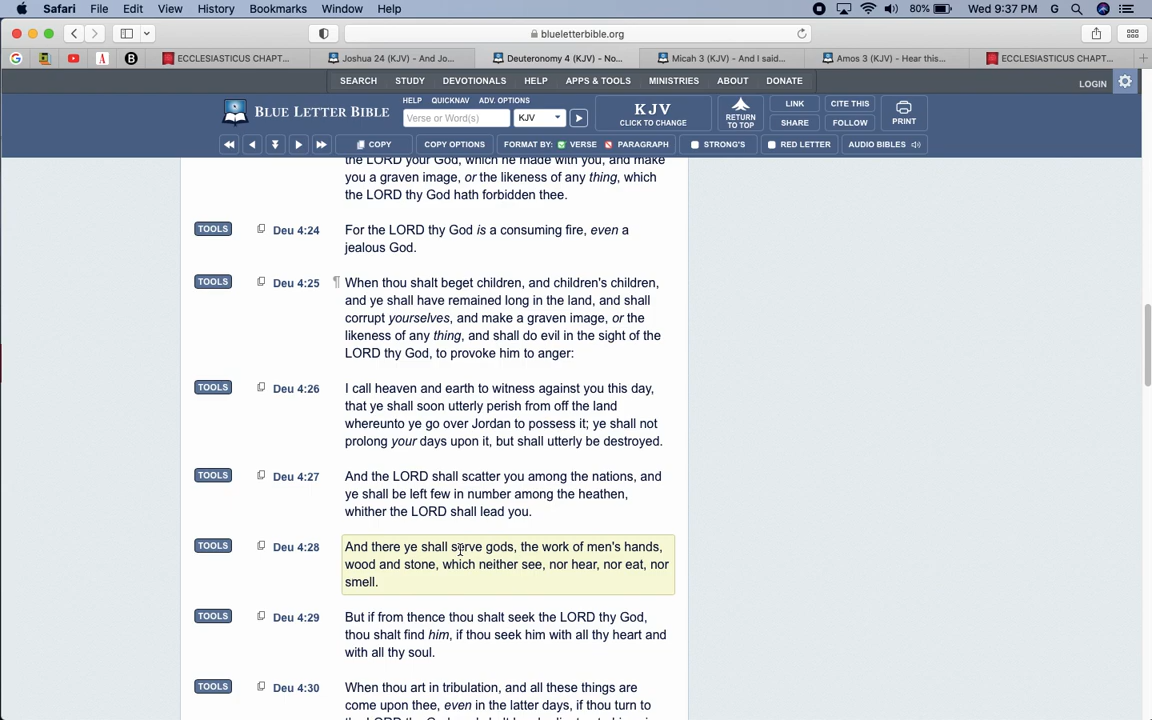 Safari File Edit View History Bookmarks Window Help 80% Wed 9:37 PM G
blueletterbible.org
ECCLESIASTICUS CHAPT... Joshua 24 (KJV) - And Jo... Deuteronomy 4 (KJV) - No... Micah 3 (KJV) - And I said... Amos 3 (KJV) - Hear this... ECCLESIASTICUS CHAPT...
SEARCH STUDY DEVOTIONALS HELP APPS & TOOLS MINISTRIES ABOUT DONATE LOGIN
BLUE LETTER BIBLE
HELP QUICKNAV ADV. OPTIONS
Verse or Word(s) KJV
KJV
CLICK TO CHANGE
RETURN
TO TOP
LINK CITE THIS
SHARE FOLLOW
PRINT
COPY COPY OPTIONS FORMAT BY: VERSE PARAGRAPH STRONG'S RED LETTER AUDIO BIBLES
the LORD your God, which he made with you, and make
you a graven image, or the likeness of any thing, which
the LORD thy God hath forbidden thee.
TOOLS Deu 4:24 For the LORD thy God is a consuming fire, even a
jealous God.
TOOLS Deu 4:25 ¶ When thou shalt beget children, and children's children,
and ye shall have remained long in the land, and shall
corrupt yourselves, and make a graven image, or the
likeness of any thing, and shall do evil in the sight of the
LORD thy God, to provoke him to anger:
TOOLS Deu 4:26 I call heaven and earth to witness against you this day,
that ye shall soon utterly perish from off the land
whereunto ye go over Jordan to possess it; ye shall not
prolong your days upon it, but shall utterly be destroyed.
TOOLS Deu 4:27 And the LORD shall scatter you among the nations, and
ye shall be left few in number among the heathen,
whither the LORD shall lead you.
TOOLS Deu 4:28 And there ye shall serve gods, the work of men's hands,
wood and stone, which neither see, nor hear, nor eat, nor
smell.
TOOLS Deu 4:29 But if from thence thou shalt seek the LORD thy God,
thou shalt find him, if thou seek him with all thy heart and
with all thy soul.
TOOLS Deu 4:30 When thou art in tribulation, and all these things are
come upon thee, even in the latter days, if thou turn to